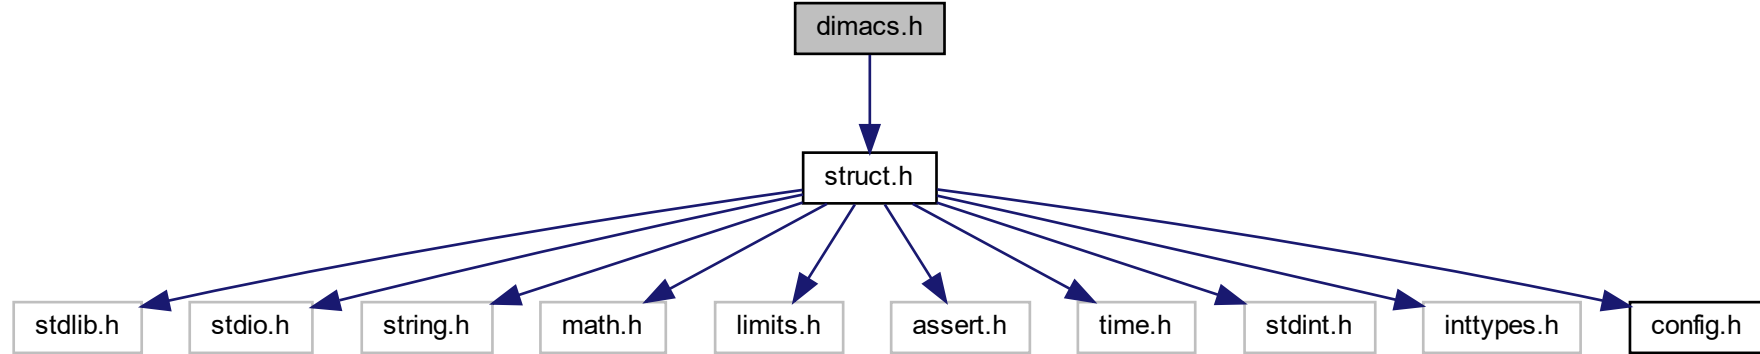 dimacs.h
struct.h
stdlib.h
stdio.h
string.h
math.h
limits.h
assert.h
time.h
stdint.h
inttypes.h
config.h